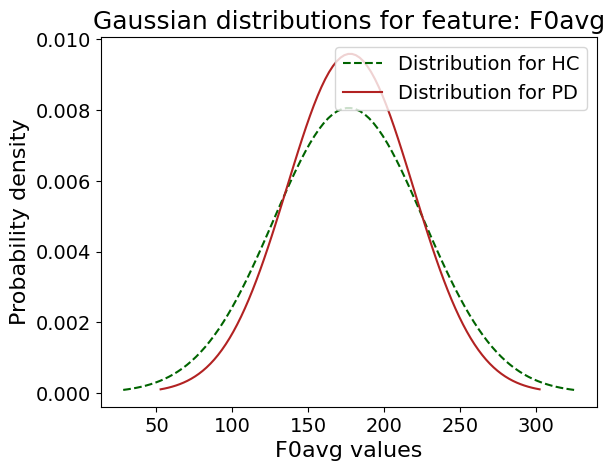 Gaussian distributions for feature: F0avg
0.010
0.008
0.006
0.004
0.002
0.000
Probability density
Distribution for HC
Distribution for PD
50 100 150 200 250 300
F0avg values